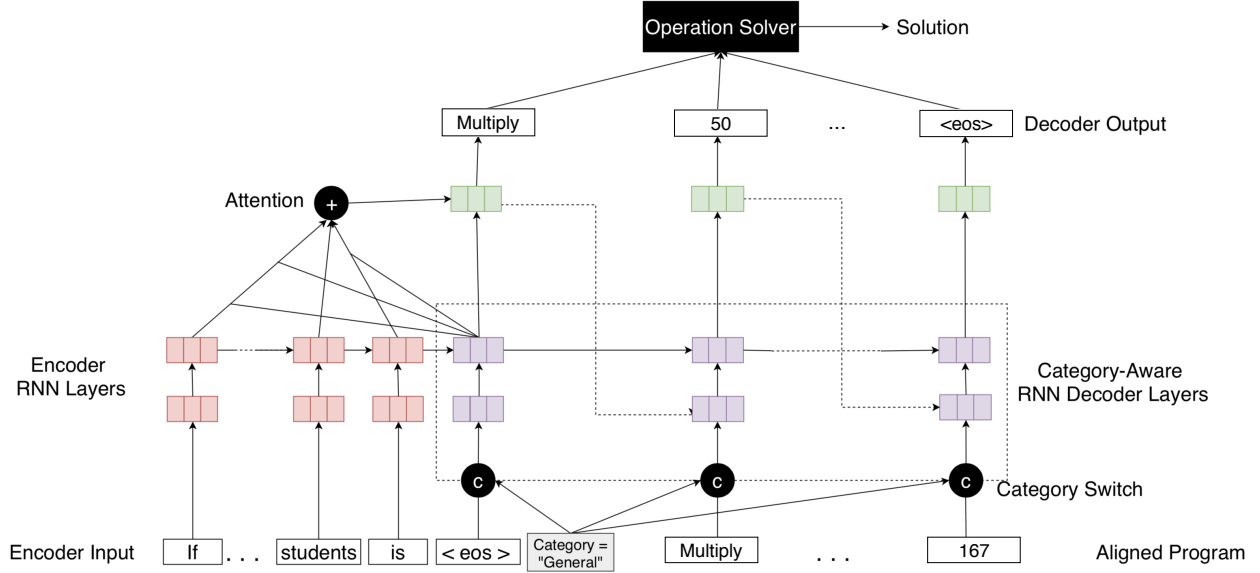 Operation Solver
Solution
Multiply
50
...
<eos>
Decoder Output
Attention
+
Encoder
RNN Layers
Category-Aware
RNN Decoder Layers
c
c
c
Category Switch
Encoder Input
If
. . .
students
is
< eos >
Category =
"General"
Multiply
. . .
167
Aligned Program